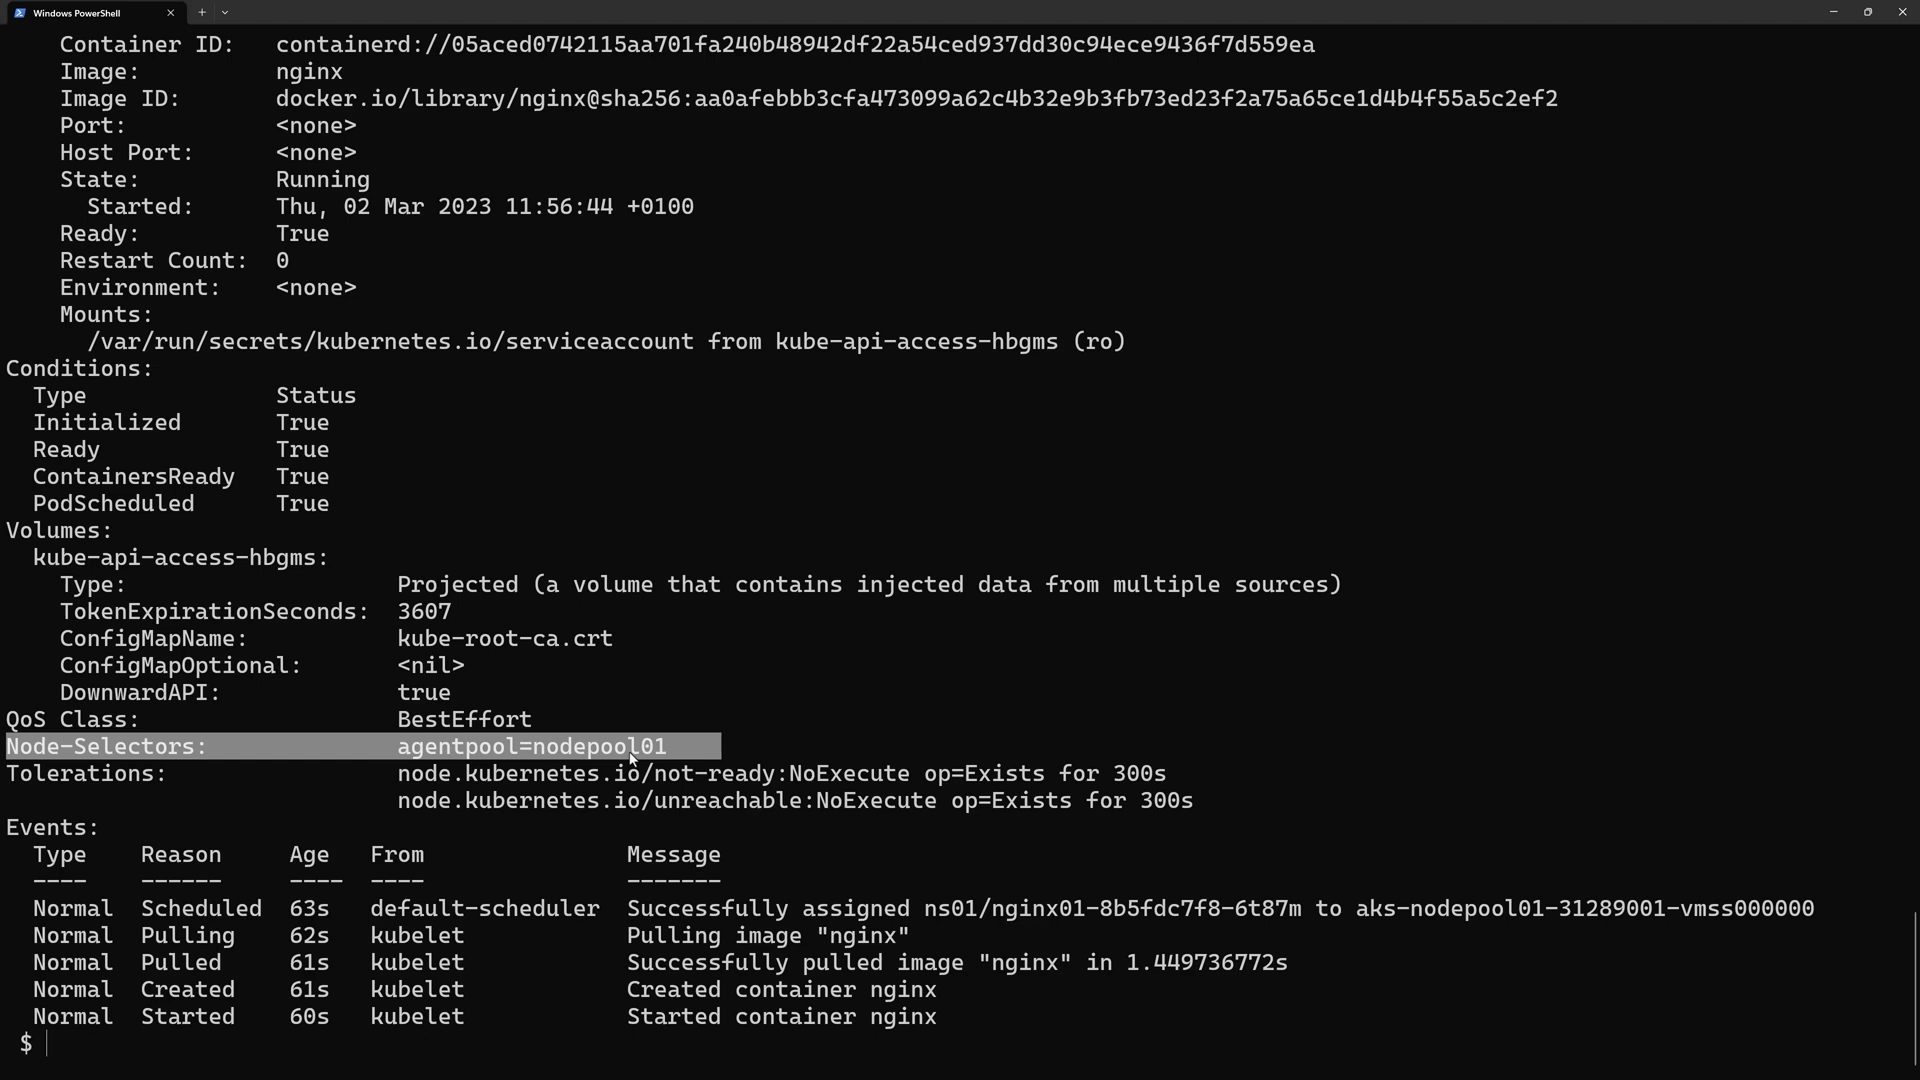 Windows PowerShell
Container ID: containerd://05aced0742115aa701fa240b48942df22a54ced937dd30c94ece9436f7d559ea
Image: nginx
Image ID: docker.io/library/nginx@sha256:aa0afebbb3cfa473099a62c4b32e9b3fb73ed23f2a75a65ce1d4b4f55a5c2ef2
Port: <none>
Host Port: <none>
State: Running
Started: Thu, 02 Mar 2023 11:56:44 +0100
Ready: True
Restart Count: 0
Environment: <none>
Mounts:
/var/run/secrets/kubernetes.io/serviceaccount from kube-api-access-hbgms (ro)
Conditions:
Type Status
Initialized True
Ready True
ContainersReady True
PodScheduled True
Volumes:
kube-api-access-hbgms:
Type: Projected (a volume that contains injected data from multiple sources)
TokenExpirationSeconds: 3607
ConfigMapName: kube-root-ca.crt
ConfigMapOptional: <nil>
DownwardAPI: true
QoS Class: BestEffort
Node-Selectors: agentpool=nodepool01
Tolerations: node.kubernetes.io/not-ready:NoExecute op=Exists for 300s
node.kubernetes.io/unreachable:NoExecute op=Exists for 300s
Events:
Type Reason Age From Message
---- ------ ---- ---- -------
Normal Scheduled 63s default-scheduler Successfully assigned ns01/nginx01-8b5fdc7f8-6t87m to aks-nodepool01-31289001-vmss000000
Normal Pulling 62s kubelet Pulling image "nginx"
Normal Pulled 61s kubelet Successfully pulled image "nginx" in 1.449736772s
Normal Created 61s kubelet Created container nginx
Normal Started 60s kubelet Started container nginx
$